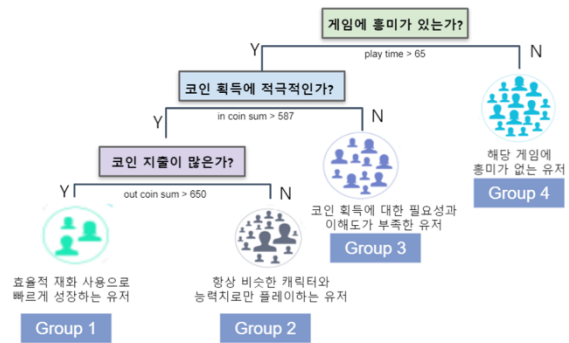 게임에 흥미가 있는가?
Y
play time > 65
N
코인 획득에 적극적인가?
Y
in coin sum > 587
N
해당 게임에
흥미가 없는 유저
Group 4
코인 지출이 많은가?
Y
out coin sum > 650
N
코인 획득에 대한 필요성과
이해도가 부족한 유저
Group 3
효율적 재화 사용으로
빠르게 성장하는 유저
Group 1
항상 비슷한 캐릭터와
능력치로만 플레이하는 유저
Group 2